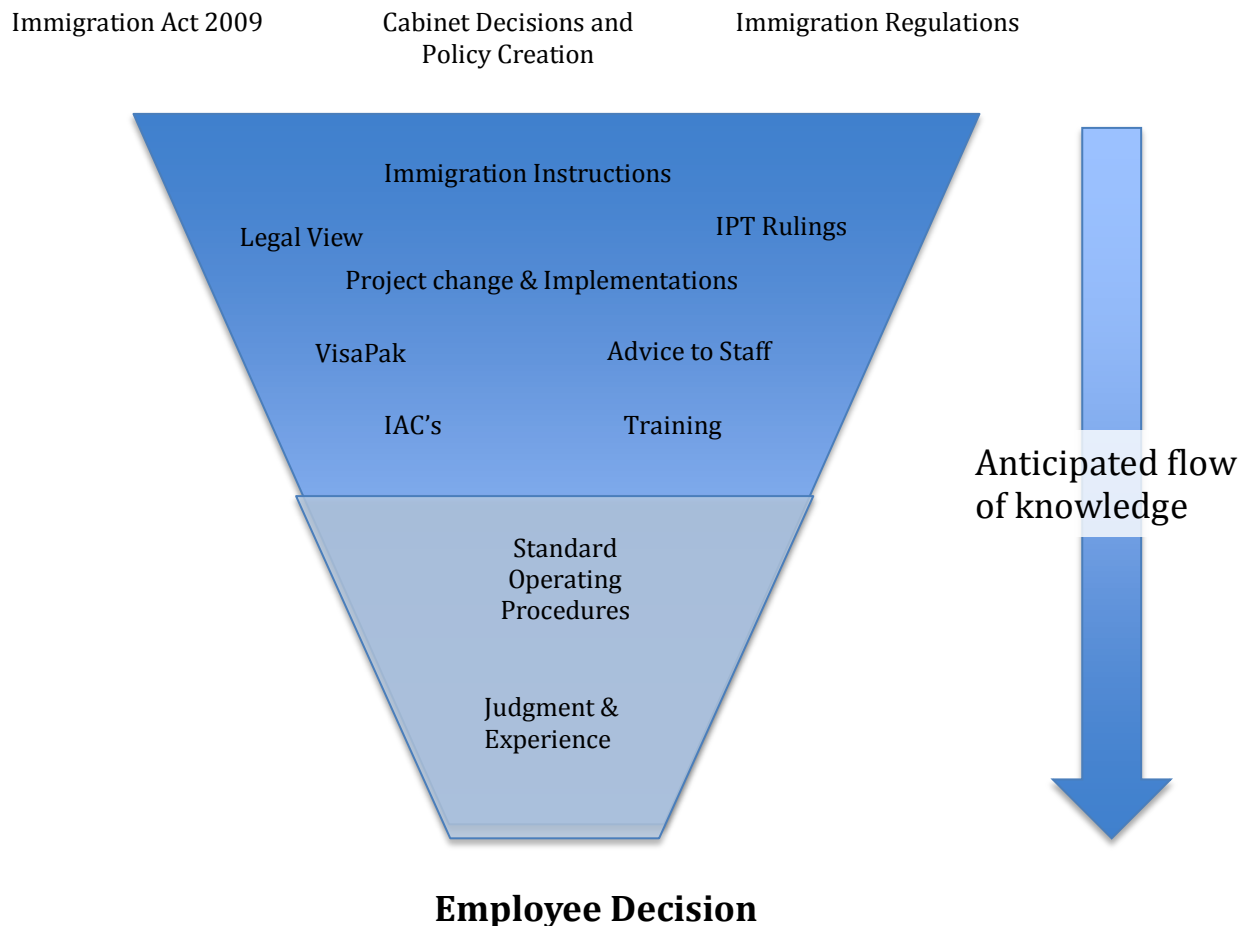 Immigration Act 2009
Cabinet Decisions and
Policy Creation
Immigration Regulations
Immigration Instructions
Legal View
IPT Rulings
Project change & Implementations
VisaPak
Advice to Staff
IAC’s
Training
Anticipated flow
of knowledge
Standard
Operating
Procedures
Judgment &
Experience
Employee Decision